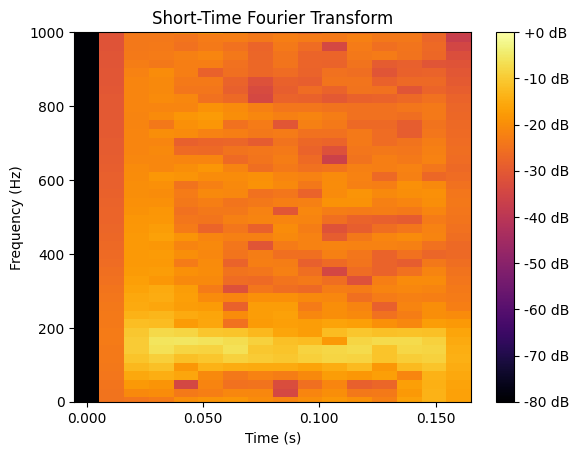 Short-Time Fourier Transform
1000
800
600
400
200
0
Frequency (Hz)
0.000
0.050
0.100
0.150
Time (s)
+0 dB
-10 dB
-20 dB
-30 dB
-40 dB
-50 dB
-60 dB
-70 dB
-80 dB